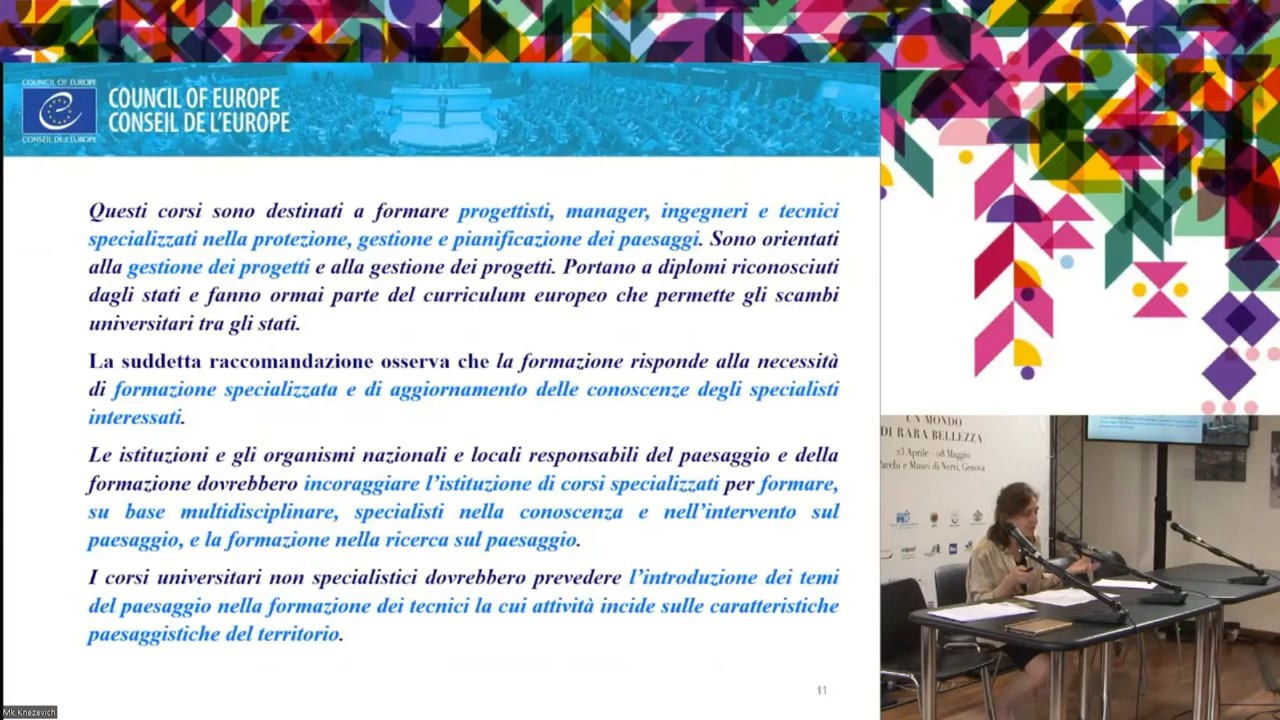 COUNCIL OF EUROPE
COUNCIL OF EUROPE
CONSEIL DE L'EUROPE
CONSEIL DE L'EUROPE
Questi corsi sono destinati a formare progettisti, manager, ingegneri e tecnici
specializzati nella protezione, gestione e pianificazione dei paesaggi. Sono orientati
alla gestione dei progetti e alla gestione dei progetti. Portano a diplomi riconosciuti
dagli stati e fanno ormai parte del curriculum europeo che permette gli scambi
universitari tra gli stati.
La suddetta raccomandazione osserva che la formazione risponde alla necessità
di formazione specializzata e di aggiornamento delle conoscenze degli specialisti
interessati.
Le istituzioni e gli organismi nazionali e locali responsabili del paesaggio e della
formazione dovrebbero incoraggiare l’istituzione di corsi specializzati per formare,
su base multidisciplinare, specialisti nella conoscenza e nell’intervento sul
paesaggio, e la formazione nella ricerca sul paesaggio.
I corsi universitari non specialistici dovrebbero prevedere l’introduzione dei temi
del paesaggio nella formazione dei tecnici la cui attività incide sulle caratteristiche
paesaggistiche del territorio.
11
UN MONDO
DI RARA BELLEZZA
23 Aprile - 08 Maggio
Parchi e Musei di Nervi, Genova
Rai
Mk Knezevich